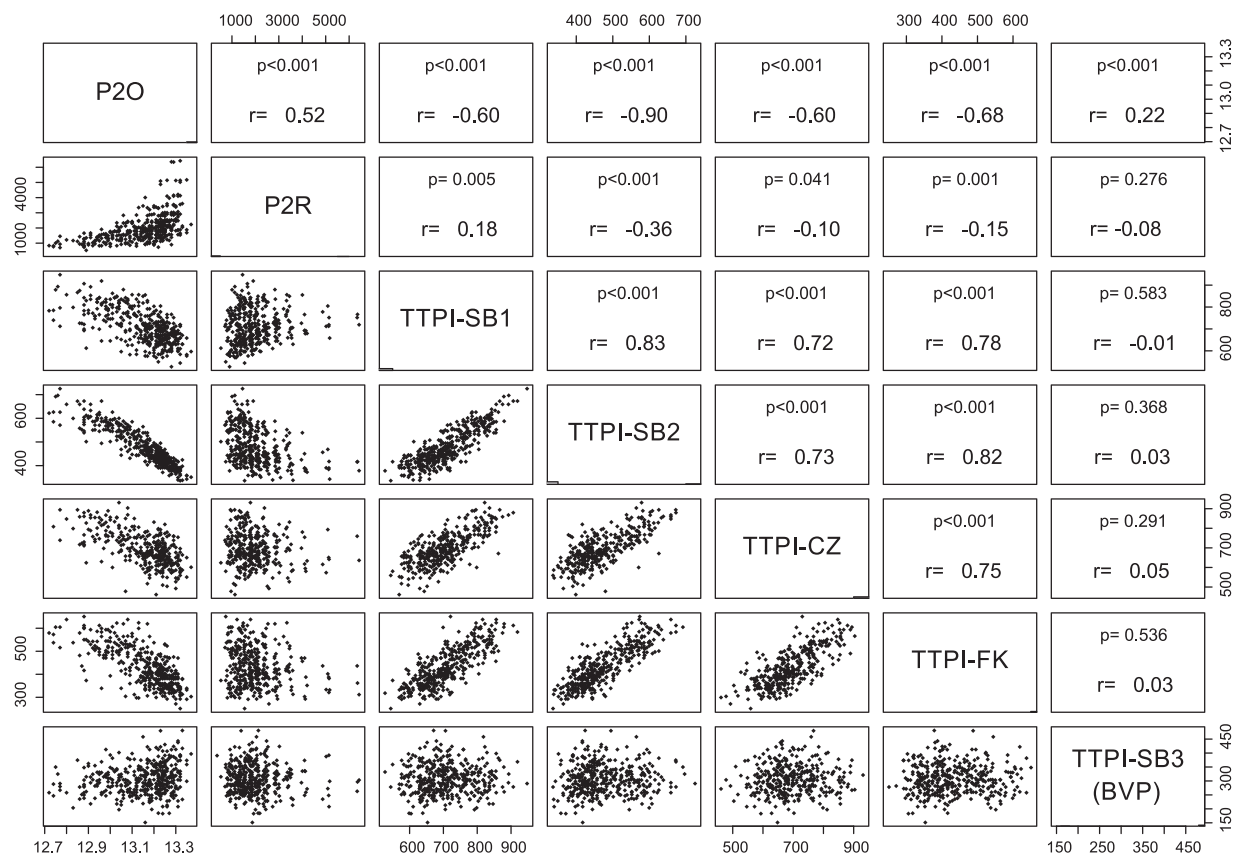 1000 3000 5000 400 500 600 700 300 400 500 600
P2O p<0.001 p<0.001 p<0.001 p<0.001 p<0.001 p<0.001
r= 0.52 r= -0.60 r= -0.90 r= -0.60 r= -0.68 r= 0.22
12.7 13.0 13.3
1000 4000
P2R p= 0.005 p<0.001 p= 0.041 p= 0.001 p= 0.276
r= 0.18 r= -0.36 r= -0.10 r= -0.15 r= -0.08
TTPI-SB1 p<0.001 p<0.001 p<0.001 p= 0.583
r= 0.83 r= 0.72 r= 0.78 r= -0.01
600 800
400 600
TTPI-SB2 p<0.001 p<0.001 p= 0.368
r= 0.73 r= 0.82 r= 0.03
TTPI-CZ p<0.001 p= 0.291
r= 0.75 r= 0.05
500 700 900
300 500
TTPI-FK p= 0.536
r= 0.03
TTPI-SB3
(BVP)
150 300 450
12.7 12.9 13.1 13.3 600 700 800 900 500 700 900 150 250 350 450